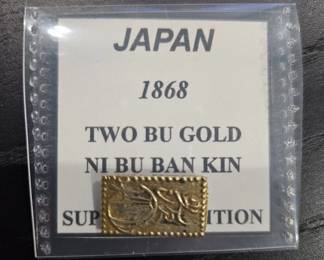 JAPAN
1868
TWO BU GOLD
NI BU BAN KIN